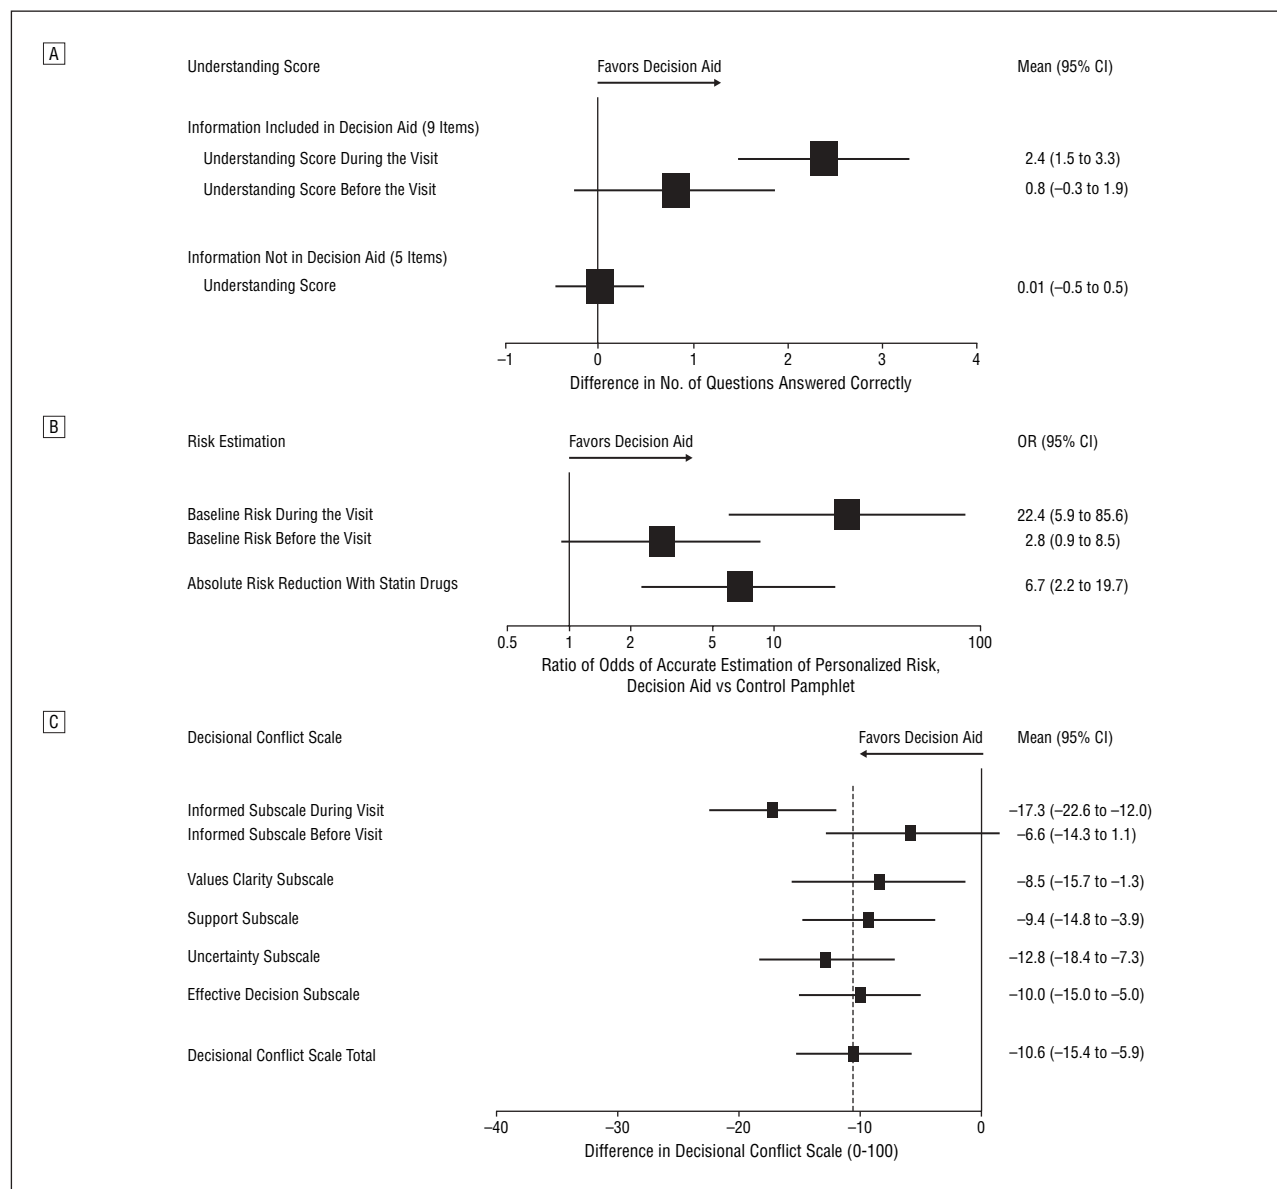 A
Understanding Score Favors Decision Aid Mean (95% CI)
Information Included in Decision Aid (9 Items)
Understanding Score During the Visit 2.4 (1.5 to 3.3)
Understanding Score Before the Visit 0.8 (–0.3 to 1.9)
Information Not in Decision Aid (5 Items)
Understanding Score 0.01 (–0.5 to 0.5)
–1 0 1 2 3 4
Difference in No. of Questions Answered Correctly
B
Risk Estimation Favors Decision Aid OR (95% CI)
Baseline Risk During the Visit 22.4 (5.9 to 85.6)
Baseline Risk Before the Visit 2.8 (0.9 to 8.5)
Absolute Risk Reduction With Statin Drugs 6.7 (2.2 to 19.7)
0.5 1 2 5 10 100
Ratio of Odds of Accurate Estimation of Personalized Risk,
Decision Aid vs Control Pamphlet
C
Decisional Conflict Scale Favors Decision Aid Mean (95% CI)
Informed Subscale During Visit –17.3 (–22.6 to –12.0)
Informed Subscale Before Visit –6.6 (–14.3 to 1.1)
Values Clarity Subscale –8.5 (–15.7 to –1.3)
Support Subscale –9.4 (–14.8 to –3.9)
Uncertainty Subscale –12.8 (–18.4 to –7.3)
Effective Decision Subscale –10.0 (–15.0 to –5.0)
Decisional Conflict Scale Total –10.6 (–15.4 to –5.9)
–40 –30 –20 –10 0
Difference in Decisional Conflict Scale (0-100)